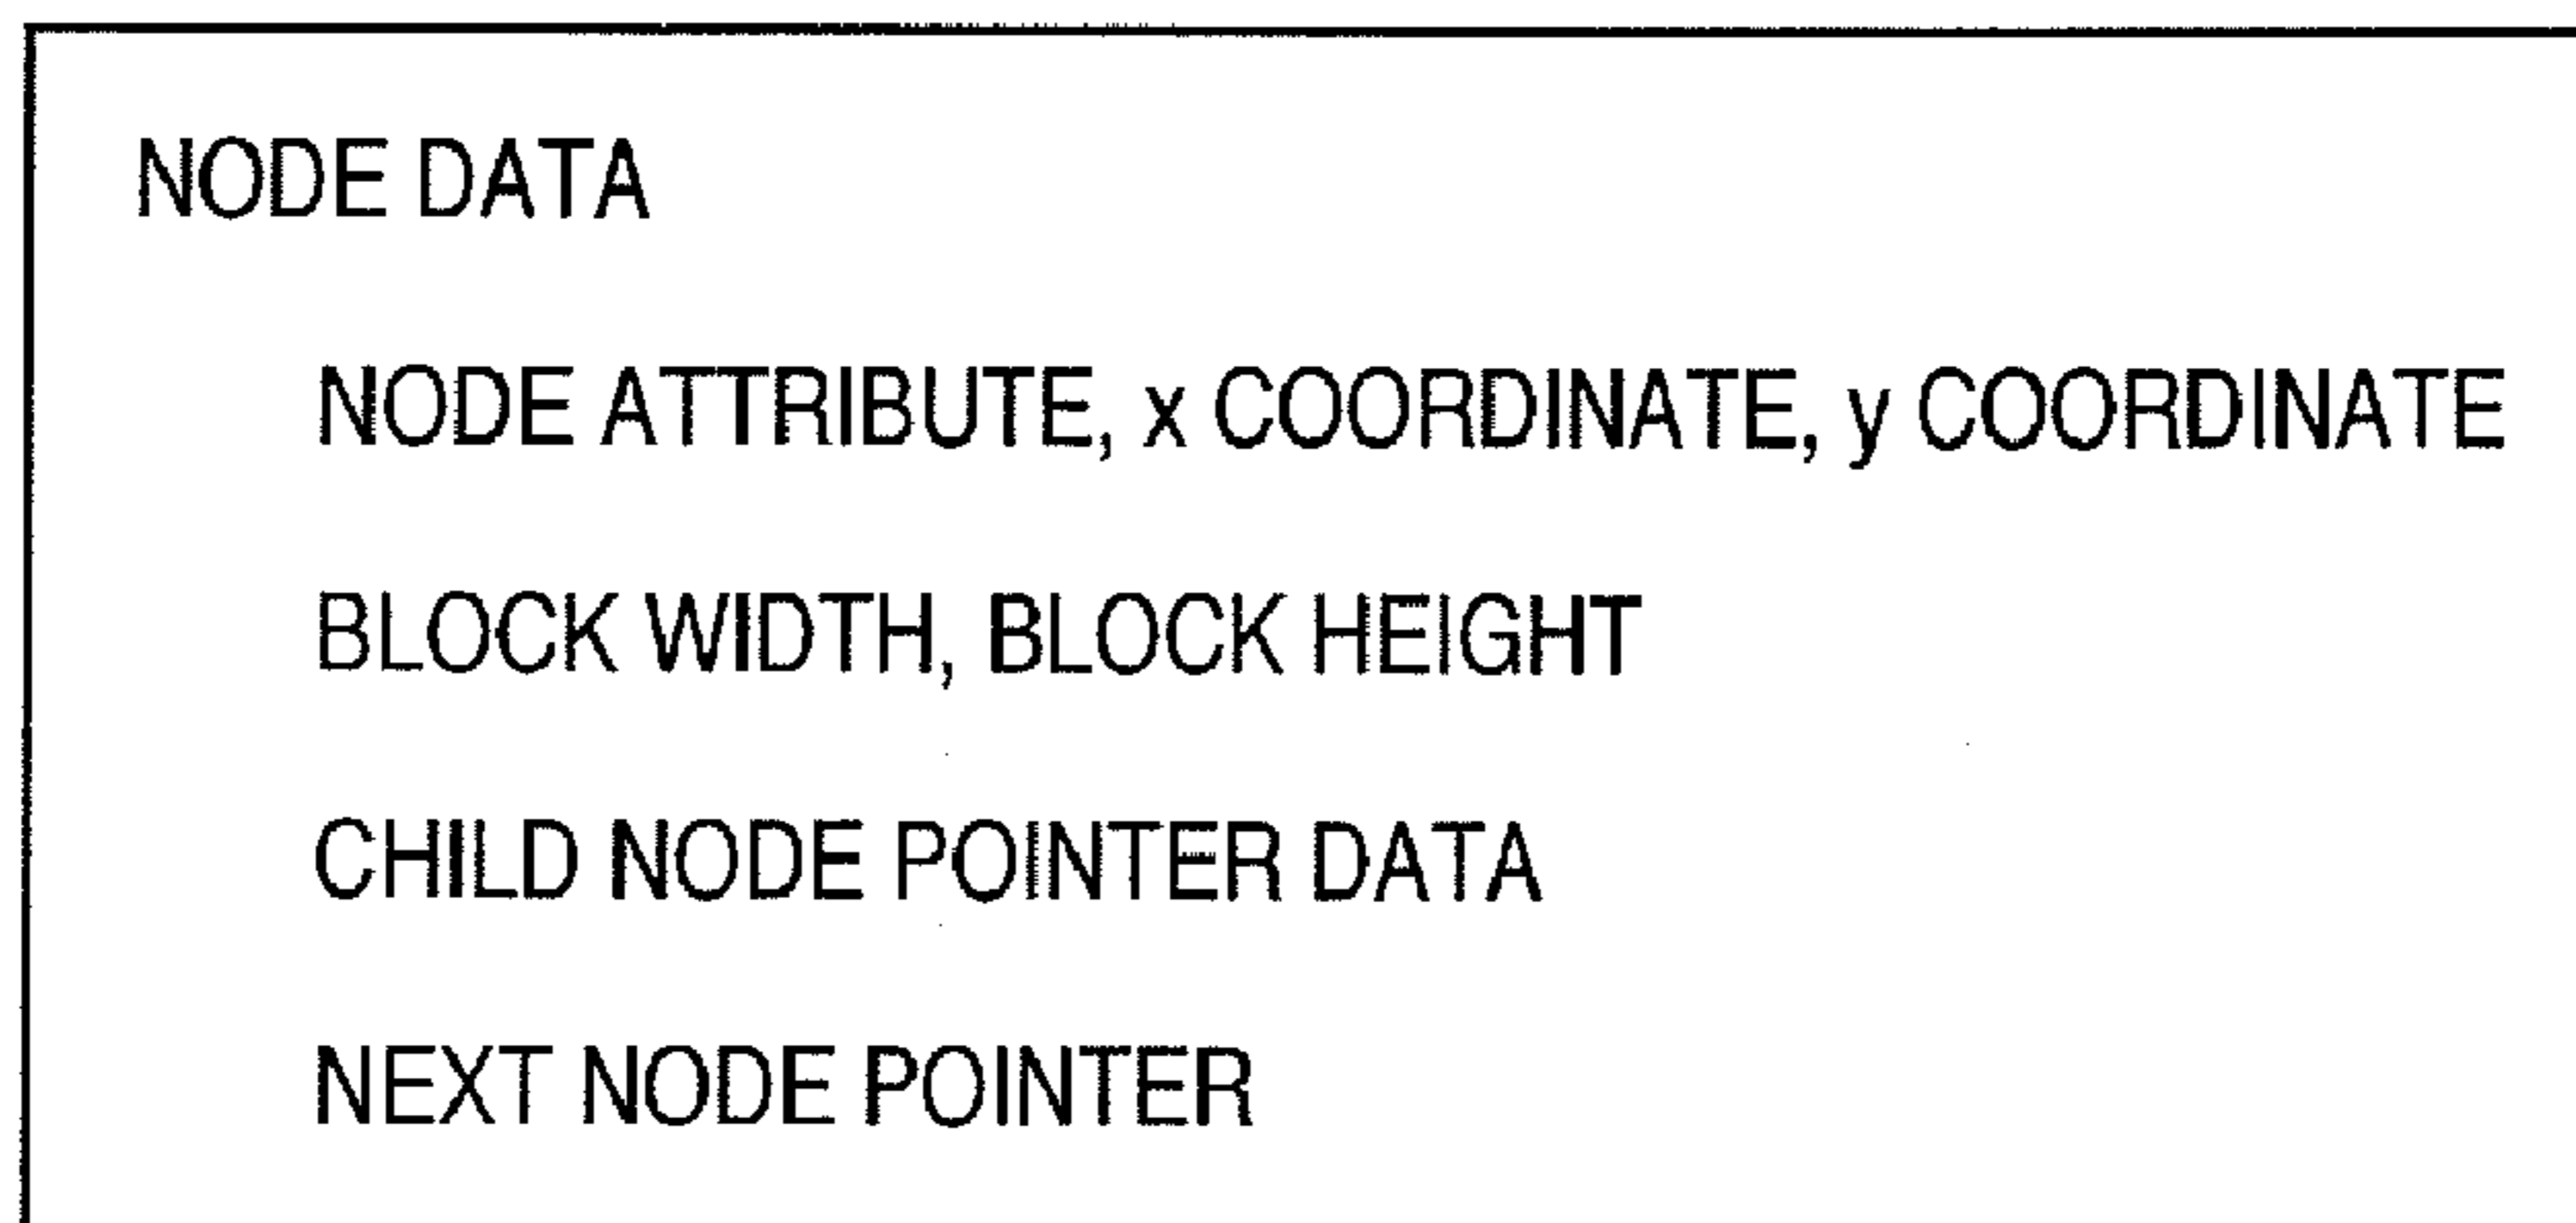 NODE DATA
NODE ATTRIBUTE, x COORDINATE, y COORDINATE
BLOCK WIDTH, BLOCK HEIGHT
CHILD NODE POINTER DATA
NEXT NODE POINTER